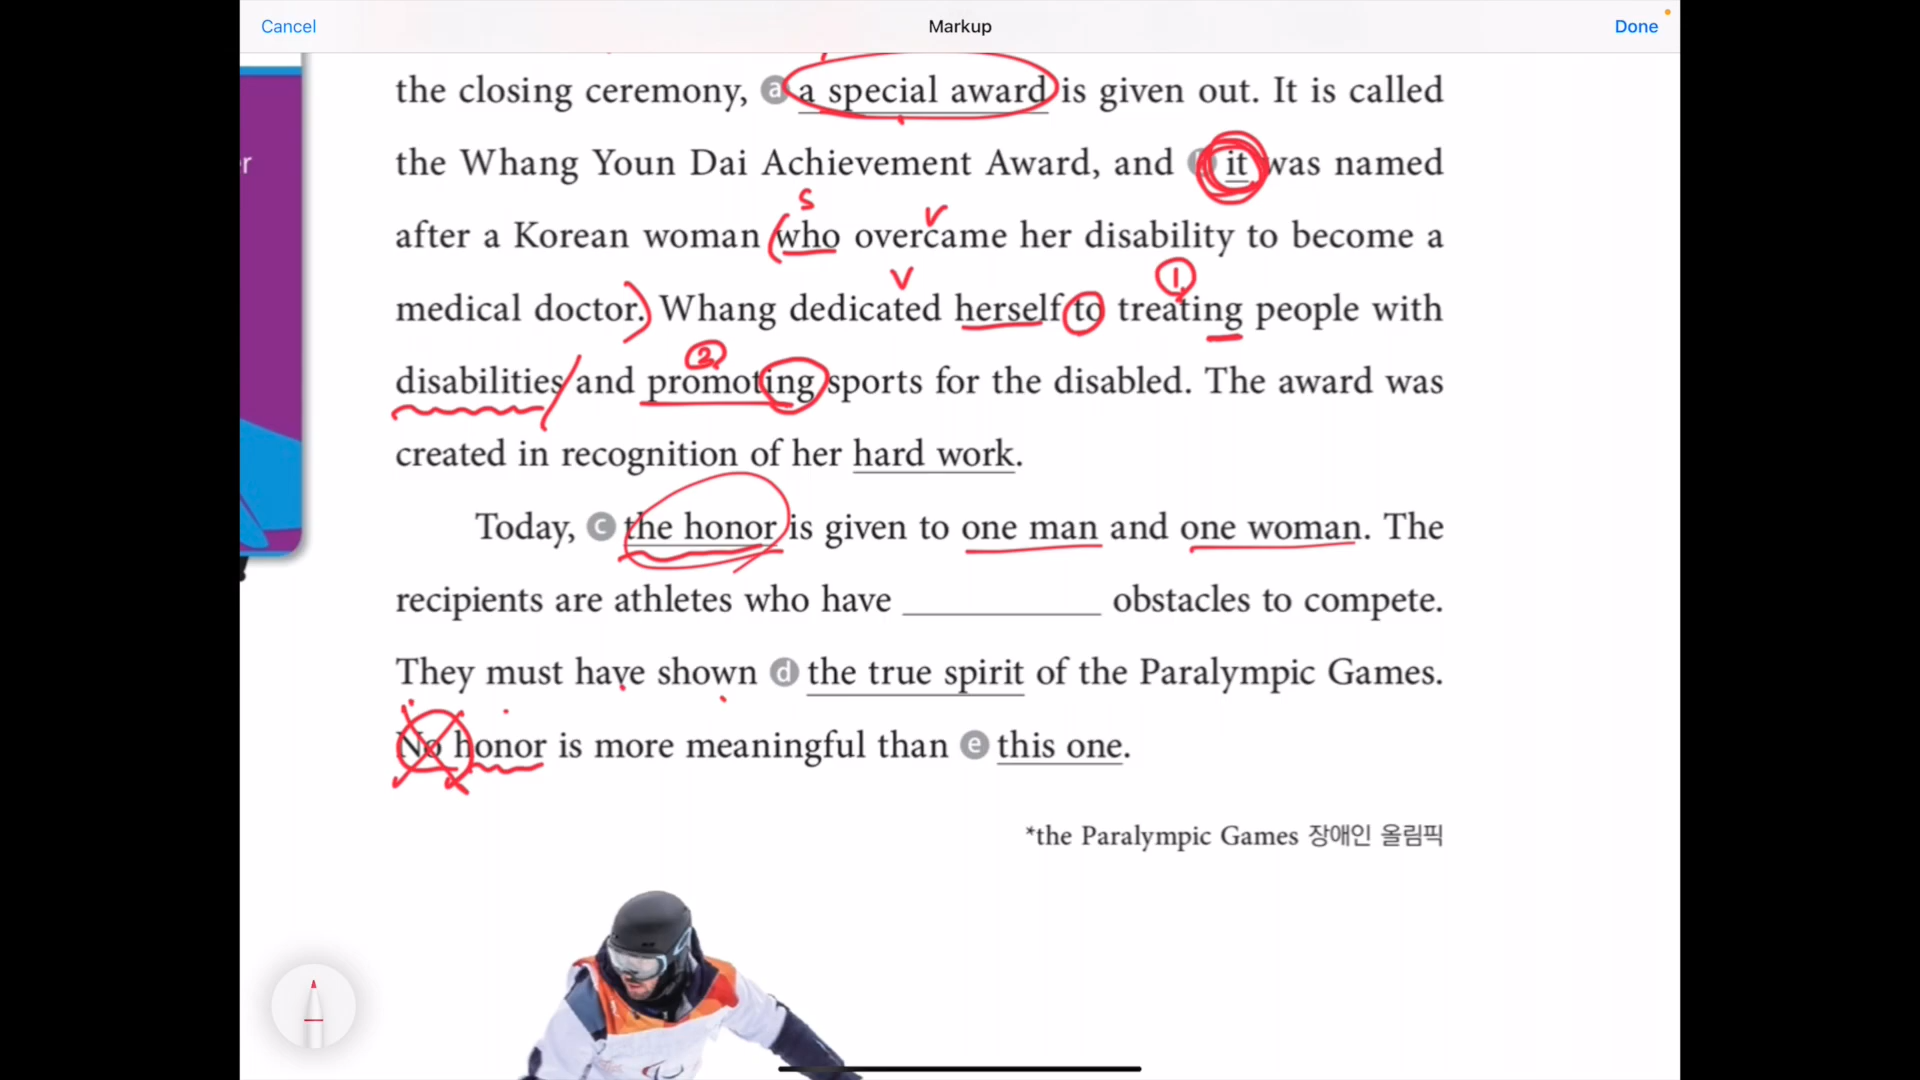 Cancel
Markup
Done
the closing ceremony, a a special award is given out. It is called
er
the Whang Youn Dai Achievement Award, and it was named
s
v
after a Korean woman (who overcame her disability to become a
v
1
medical doctor.) Whang dedicated herself to treating people with
2
disabilities/ and promoting sports for the disabled. The award was
created in recognition of her hard work.
Today, c the honor is given to one man and one woman. The
recipients are athletes who have __________ obstacles to compete.
They must have shown d the true spirit of the Paralympic Games.
No honor is more meaningful than e this one.
*the Paralympic Games 장애인 올림픽